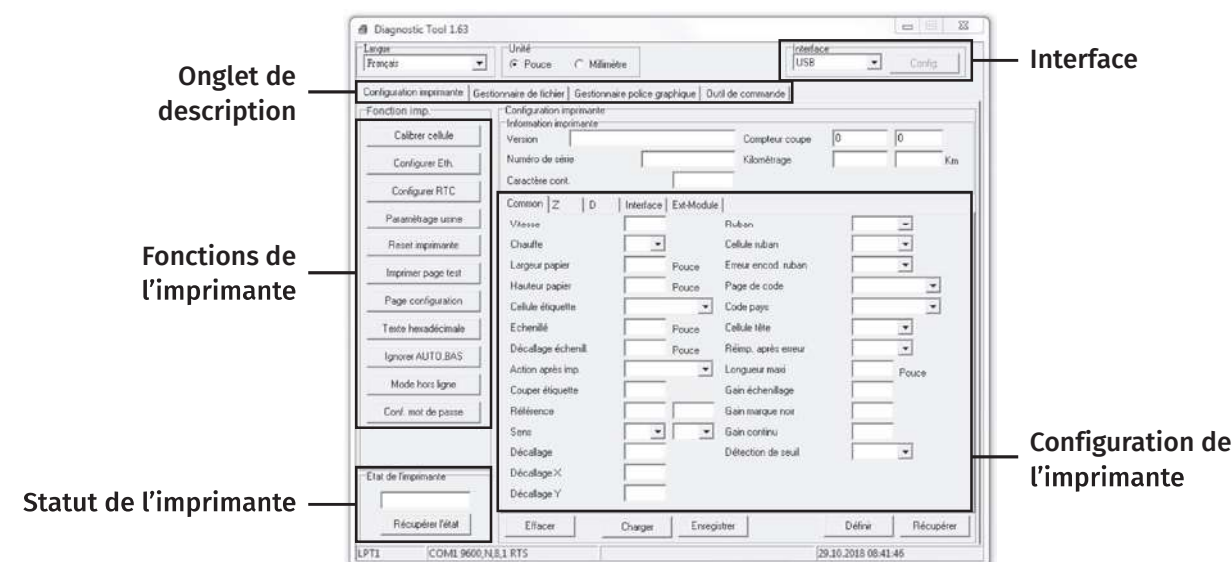 Diagnostic Tool 1.63
Langue
Français
Unité
Pouce
Millimètre
Interface
USB
Config.
Interface
Onglet de
description
Configuration imprimante
Gestionnaire de fichier
Gestionnaire police graphique
Outil de commande
Fonction imp.
Calibrer cellule
Configurer Eth.
Configurer RTC
Paramétrage usine
Reset imprimante
Imprimer page test
Page configuration
Texte hexadécimale
Ignorer AUTO.BAS
Mode hors ligne
Conf. mot de passe
Fonctions de
l'imprimante
Configuration imprimante
Information imprimante
Version
Compteur coupe
0
0
Numéro de série
Kilométrage
Km
Caractère cont.
Common
Z
D
Interface
Ext-Module
Vitesse
Ruban
Chauffe
Cellule ruban
Largeur papier
Pouce
Erreur encod. ruban
Hauteur papier
Pouce
Page de code
Cellule étiquette
Code pays
Echenillé
Pouce
Cellule tête
Décallage échenill.
Pouce
Réimp. après erreur
Action après imp.
Longueur maxi
Pouce
Couper étiquette
Gain échenillage
Référence
Gain marque noir
Sens
Gain continu
Décallage
Détection de seuil
Décallage X
Décallage Y
Configuration de
l'imprimante
Statut de l'imprimante
Etat de l'imprimante
Récupérer l'état
Effacer
Charger
Enregistrer
Définir
Récupérer
LPT1
COM1 9600,N,8,1 RTS
29.10.2018 08:41:46